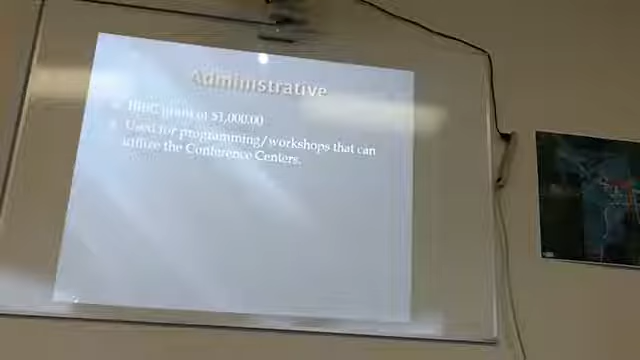 Administrative
grant of $1,000.00
Used for programming/workshops that can
utilize the Conference Centers.